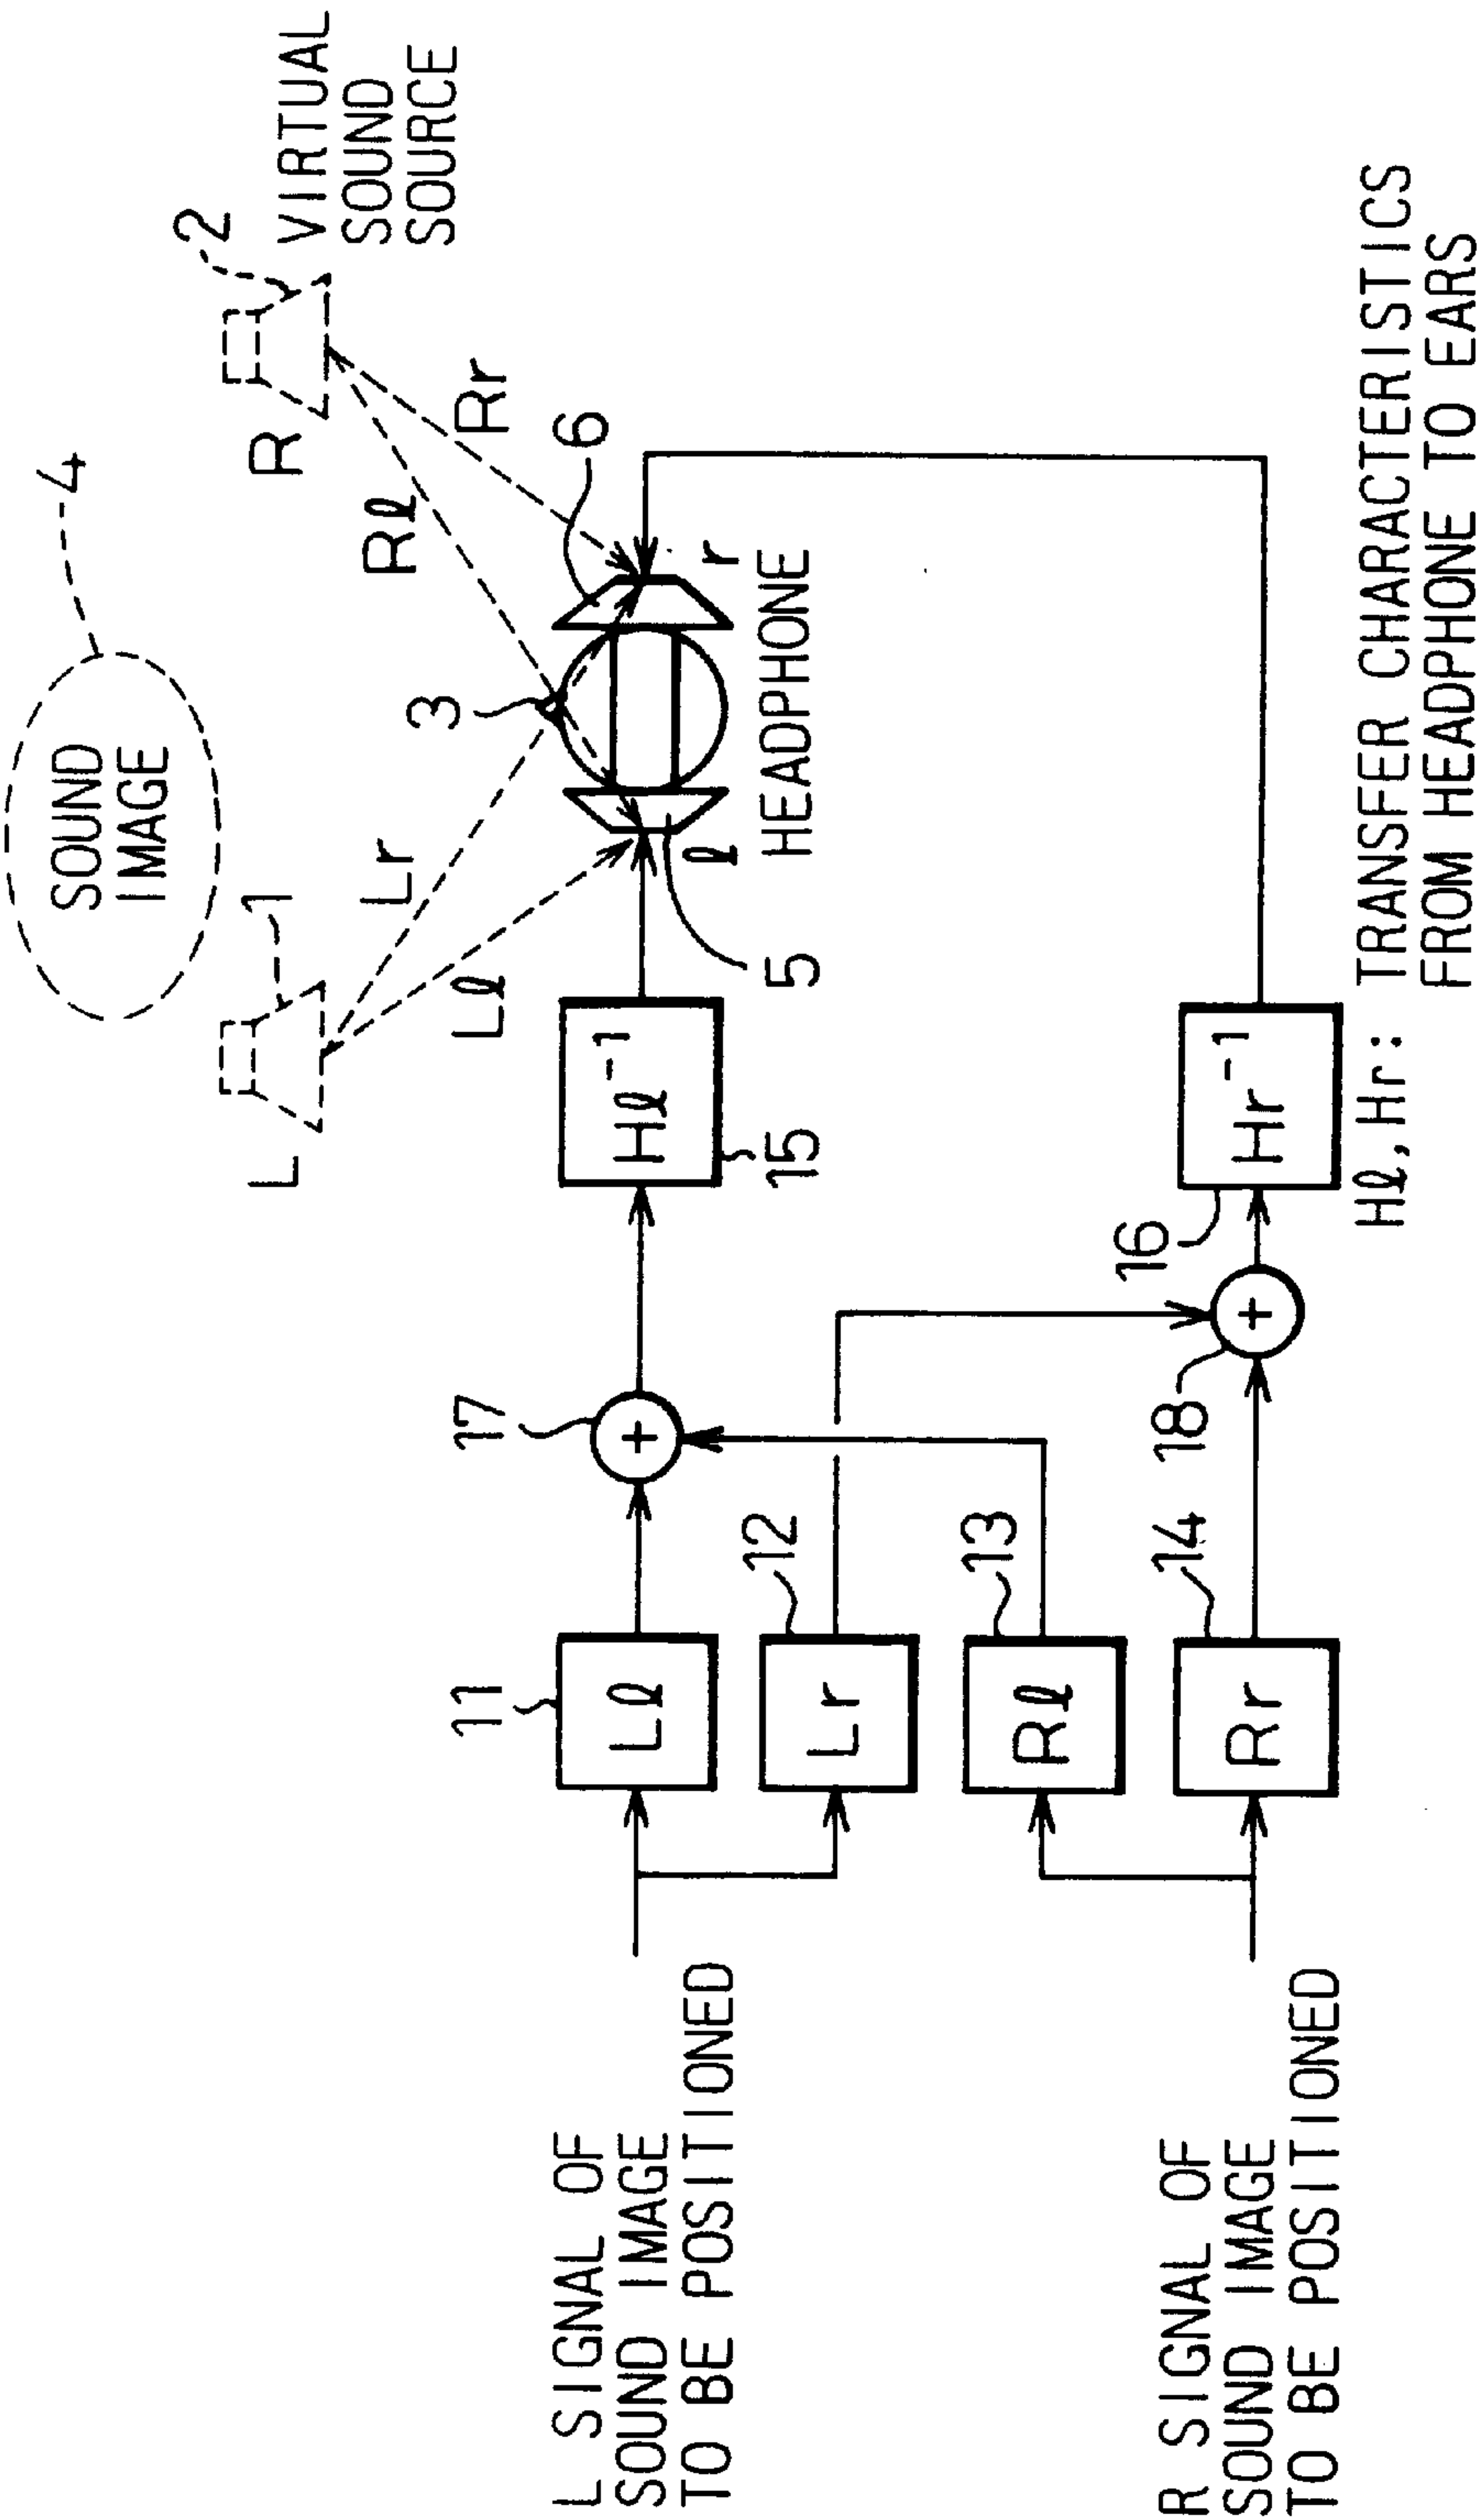 SOUND
IMAGE
4
L
1
R
2
VIRTUAL
SOUND
SOURCE
Lr
3
Rℓ
Lℓ
Rr
6
L SIGNAL OF
SOUND IMAGE
TO BE POSITIONED
11
Lℓ
17
+
Hℓ⁻¹
15
ℓ
r
5
HEADPHONE
12
Lr
13
Rℓ
R SIGNAL OF
SOUND IMAGE
TO BE POSITIONED
14
Rr
18
+
16
Hr⁻¹
Hℓ,Hr: TRANSFER CHARACTERISTICS
FROM HEADPHONE TO EARS